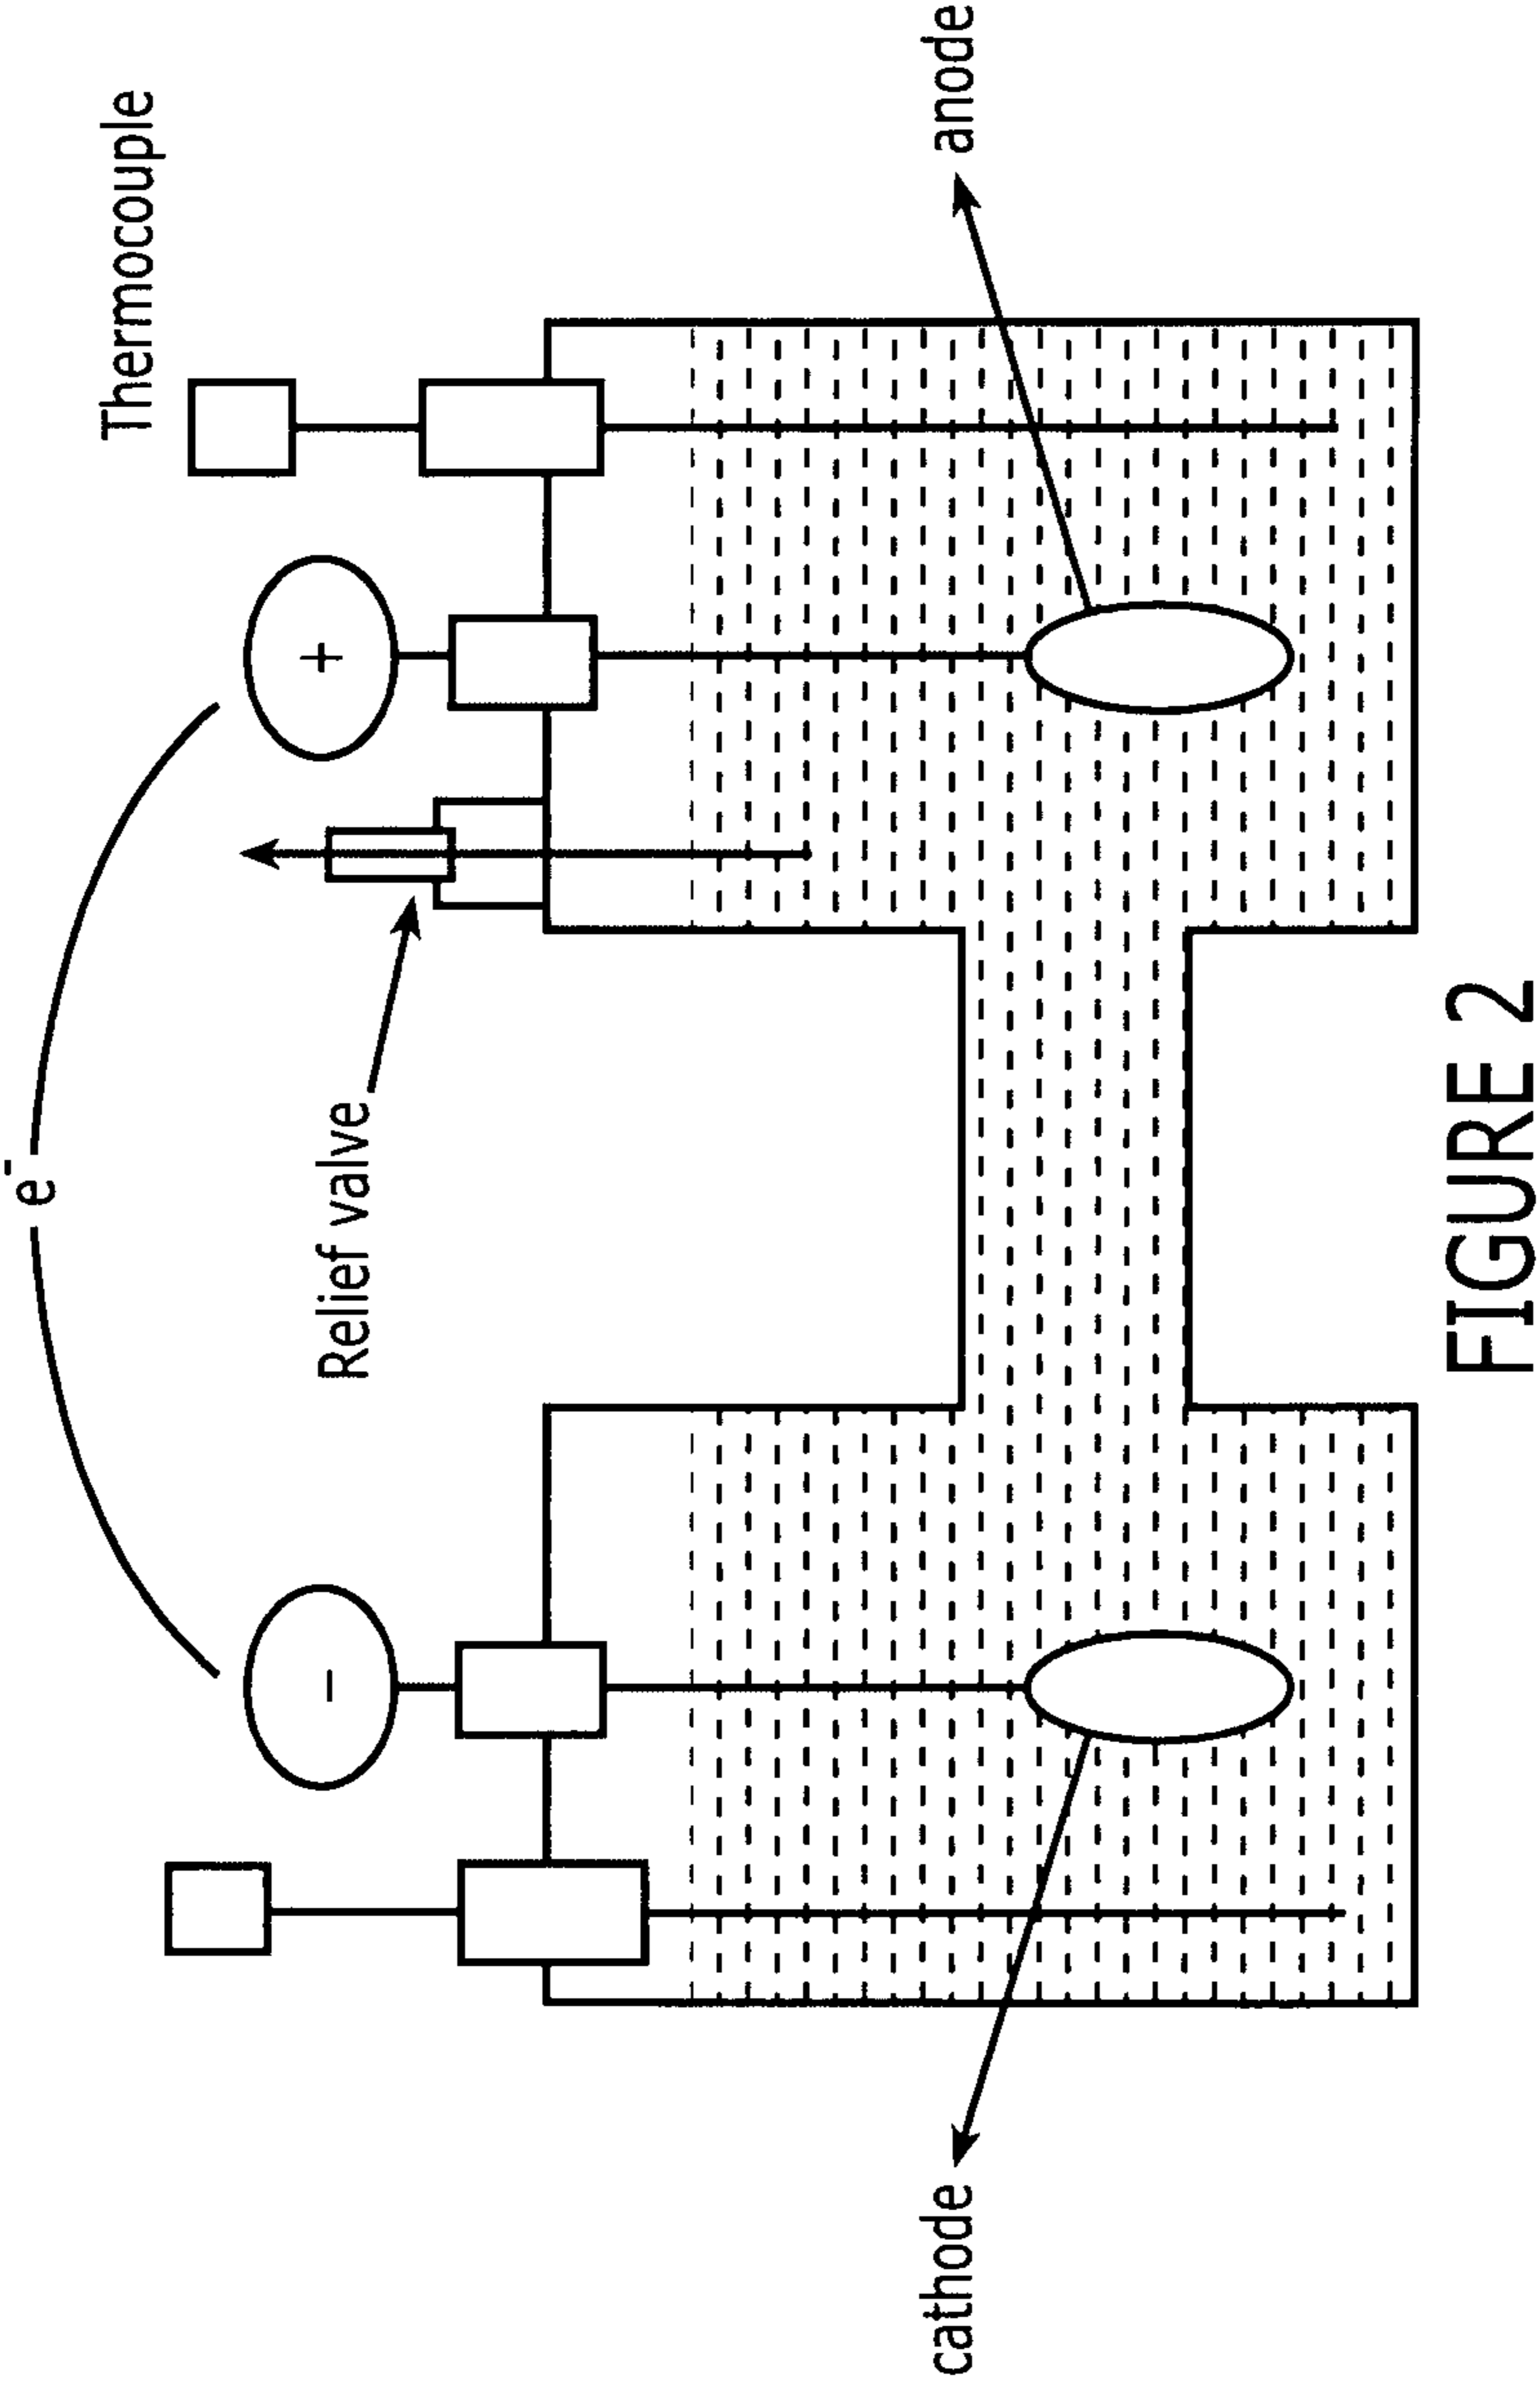 e⁻
Thermocouple
−
+
Relief valve
cathode
anode
FIGURE 2